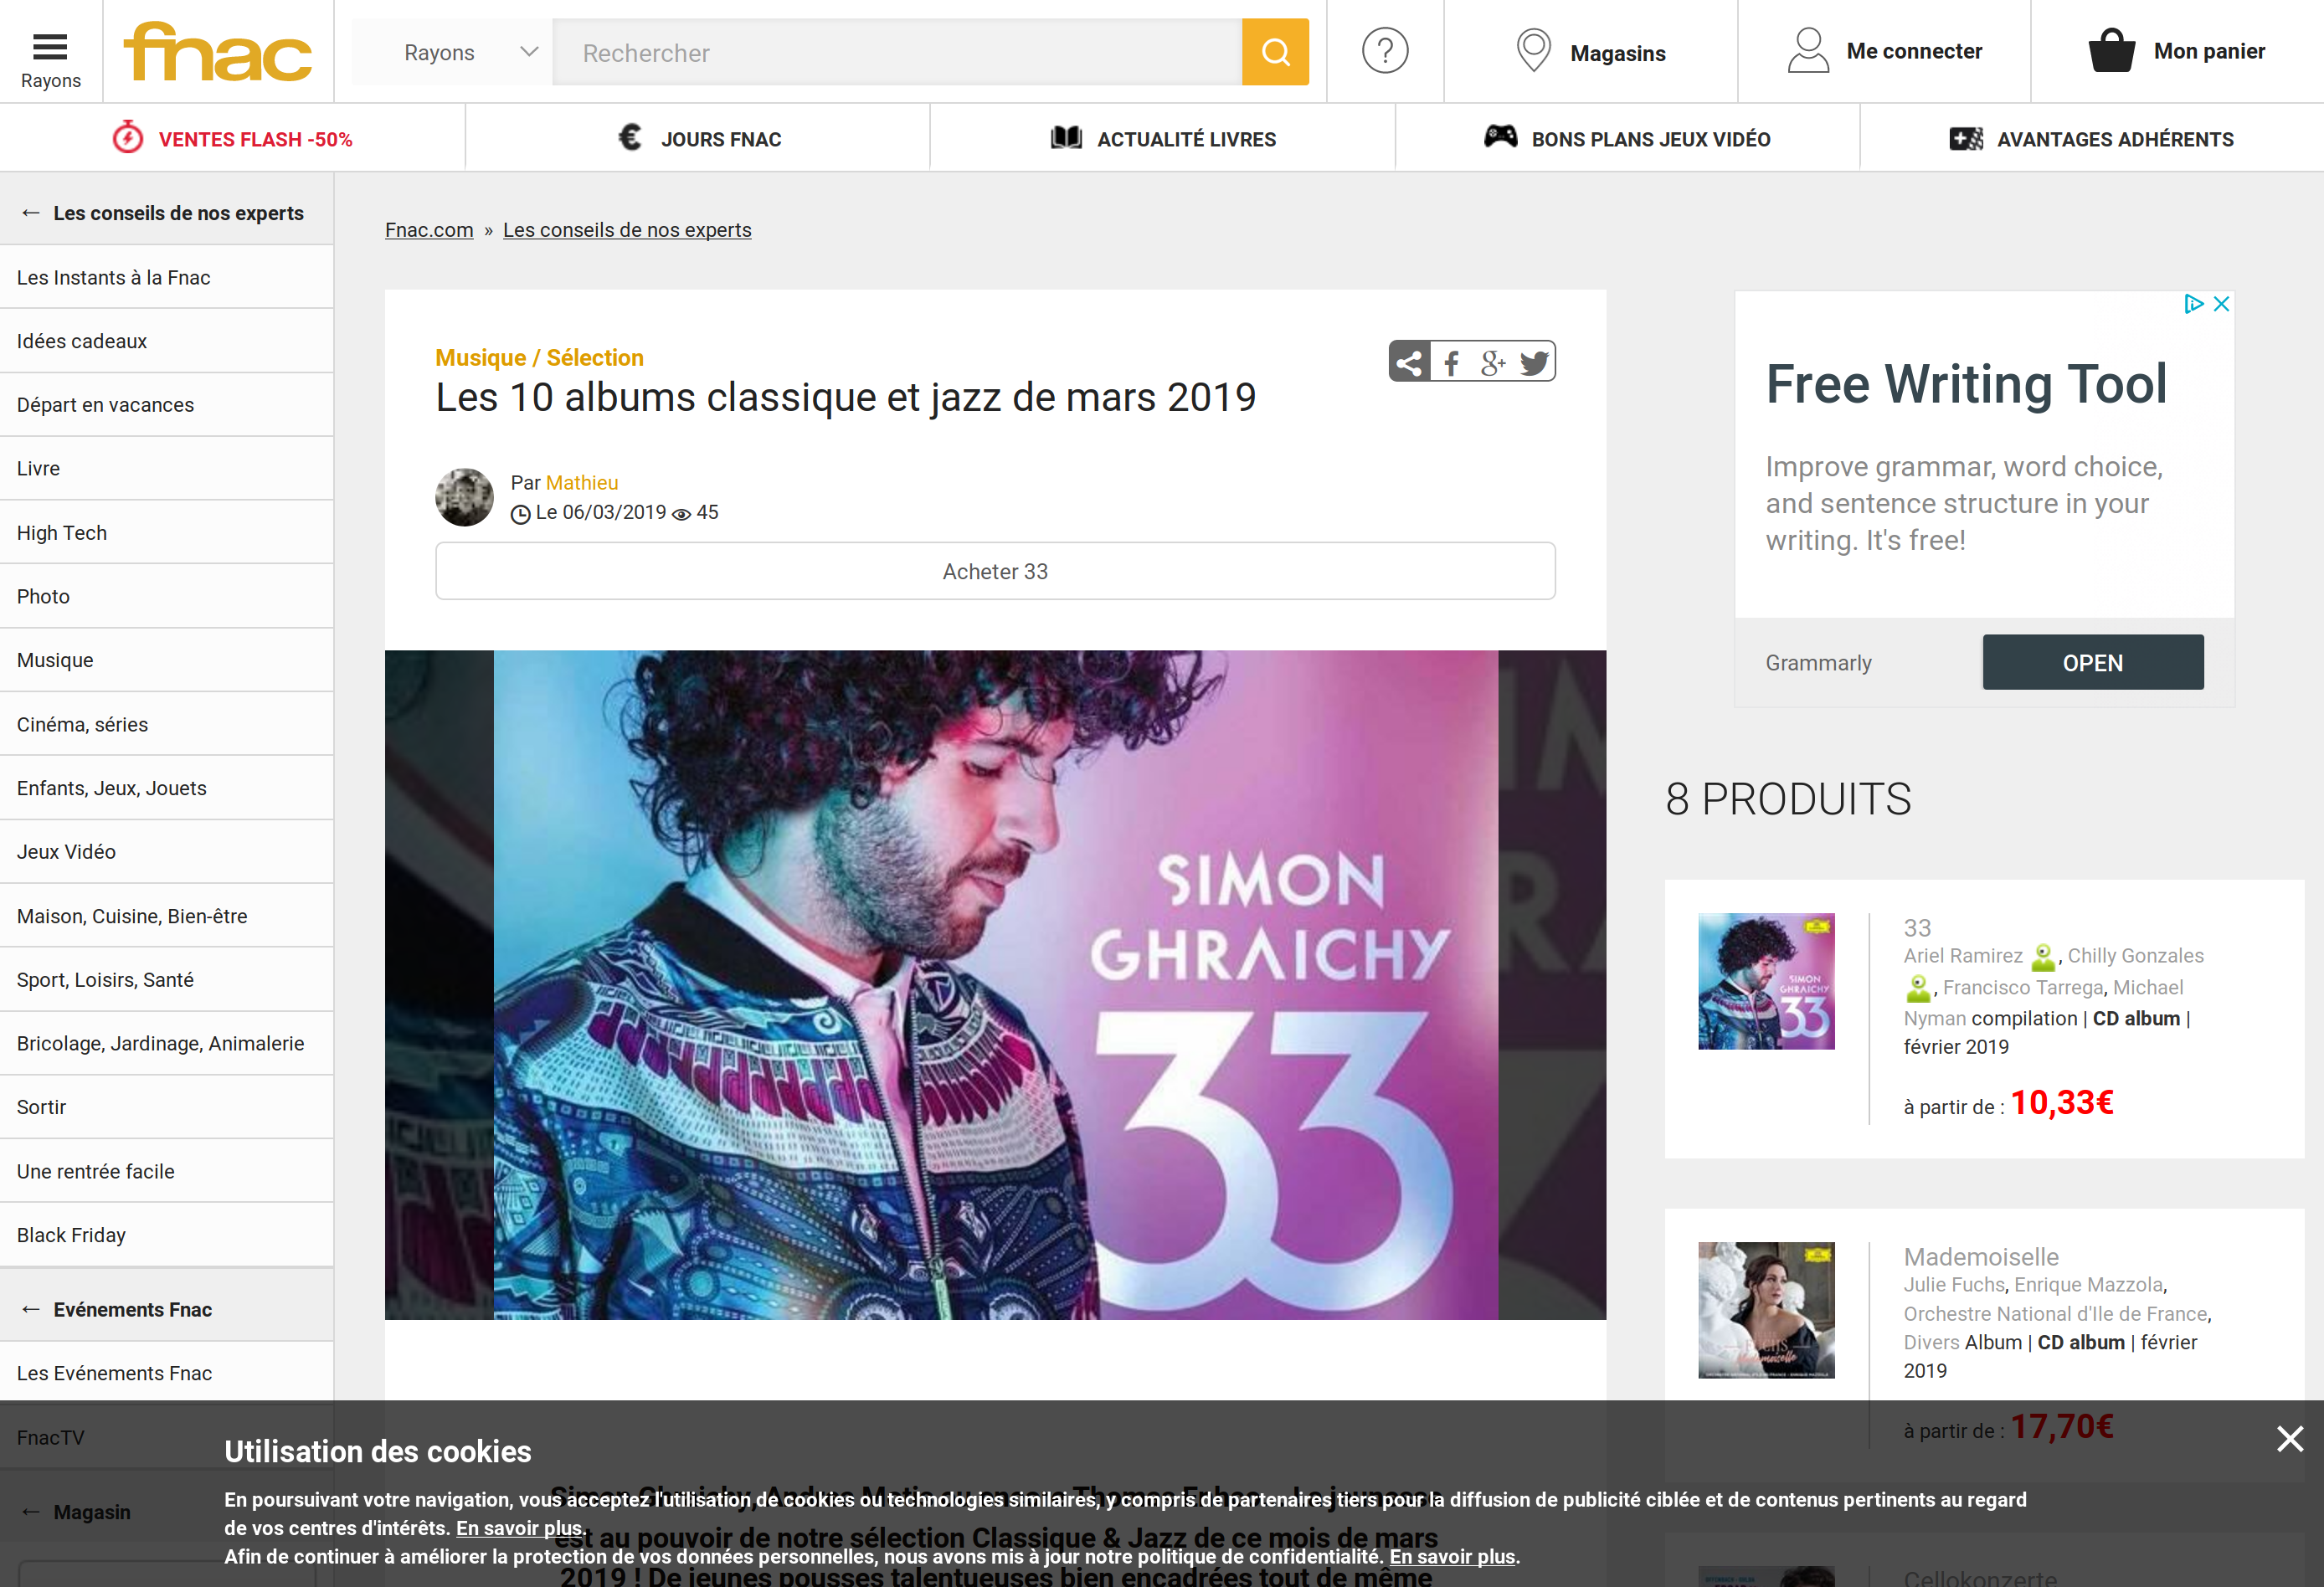 Rayons
fnac
Rayons
Rechercher
?
Magasins
Me connecter
Mon panier
VENTES FLASH -50%
€ JOURS FNAC
ACTUALITÉ LIVRES
BONS PLANS JEUX VIDÉO
AVANTAGES ADHÉRENTS
← Les conseils de nos experts
Les Instants à la Fnac
Idées cadeaux
Départ en vacances
Livre
High Tech
Photo
Musique
Cinéma, séries
Enfants, Jeux, Jouets
Jeux Vidéo
Maison, Cuisine, Bien-être
Sport, Loisirs, Santé
Bricolage, Jardinage, Animalerie
Sortir
Une rentrée facile
Black Friday
← Evénements Fnac
Les Evénements Fnac
FnacTV
← Magasin
Fnac.com » Les conseils de nos experts
Musique / Sélection
Les 10 albums classique et jazz de mars 2019
Par Mathieu
Le 06/03/2019 45
Acheter 33
SIMON
GHRAICHY
33
Free Writing Tool
Improve grammar, word choice,
and sentence structure in your
writing. It's free!
Grammarly
OPEN
8 PRODUITS
SIMON
GHRAICHY
33
33
Ariel Ramirez , Chilly Gonzales
, Francisco Tarrega, Michael
Nyman compilation | CD album |
février 2019
à partir de : 10,33€
Mademoiselle
Julie Fuchs, Enrique Mazzola,
Orchestre National d'Ile de France,
Divers Album | CD album | février
2019
à partir de : 17,70€
Cellokonzerte
Utilisation des cookies
En poursuivant votre navigation, vous acceptez l'utilisation de cookies ou technologies similaires, y compris de partenaires tiers pour la diffusion de publicité ciblée et de contenus pertinents au regard
de vos centres d'intérêts. En savoir plus.
Afin de continuer à améliorer la protection de vos données personnelles, nous avons mis à jour notre politique de confidentialité. En savoir plus.
est au pouvoir de notre sélection Classique & Jazz de ce mois de mars
2019 ! De jeunes pousses talentueuses bien encadrées tout de même